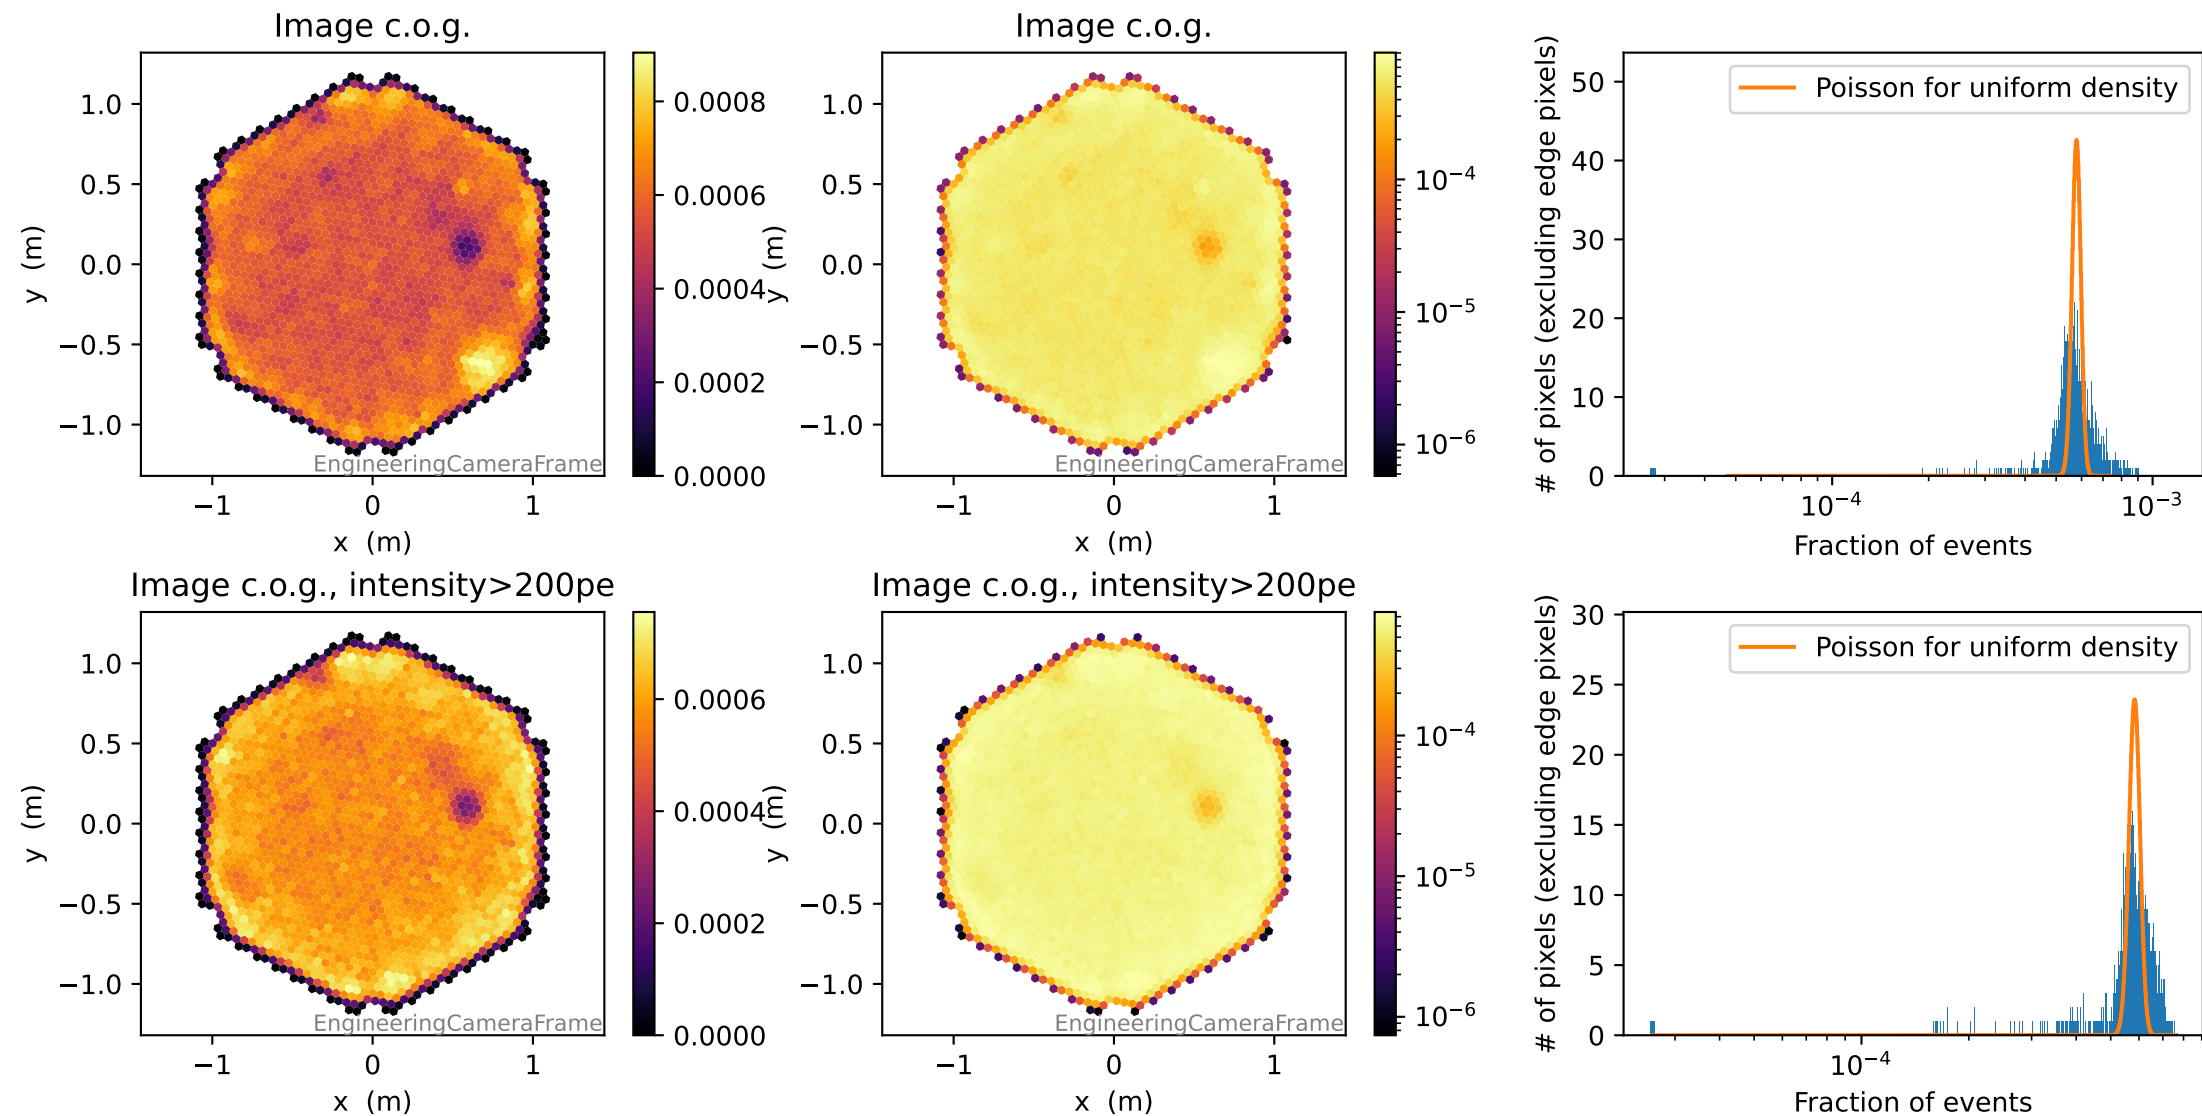 Image c.o.g.
1.0
0.5
0.0
−0.5
−1.0
y (m)
−1 0 1
x (m)
EngineeringCameraFrame
0.0008
0.0006
0.0004
0.0002
0.0000
Image c.o.g.
y (m)
1.0
0.5
0.0
−0.5
−1.0
−1 0 1
x (m)
EngineeringCameraFrame
10−4
10−5
10−6
# of pixels (excluding edge pixels)
50
40
30
20
10
0
Poisson for uniform density
10−4 10−3
Fraction of events
Image c.o.g., intensity>200pe
1.0
0.5
0.0
−0.5
−1.0
y (m)
−1 0 1
x (m)
EngineeringCameraFrame
0.0006
0.0004
0.0002
0.0000
Image c.o.g., intensity>200pe
y (m)
1.0
0.5
0.0
−0.5
−1.0
−1 0 1
x (m)
EngineeringCameraFrame
10−4
10−5
10−6
# of pixels (excluding edge pixels)
30
25
20
15
10
5
0
Poisson for uniform density
10−4
Fraction of events